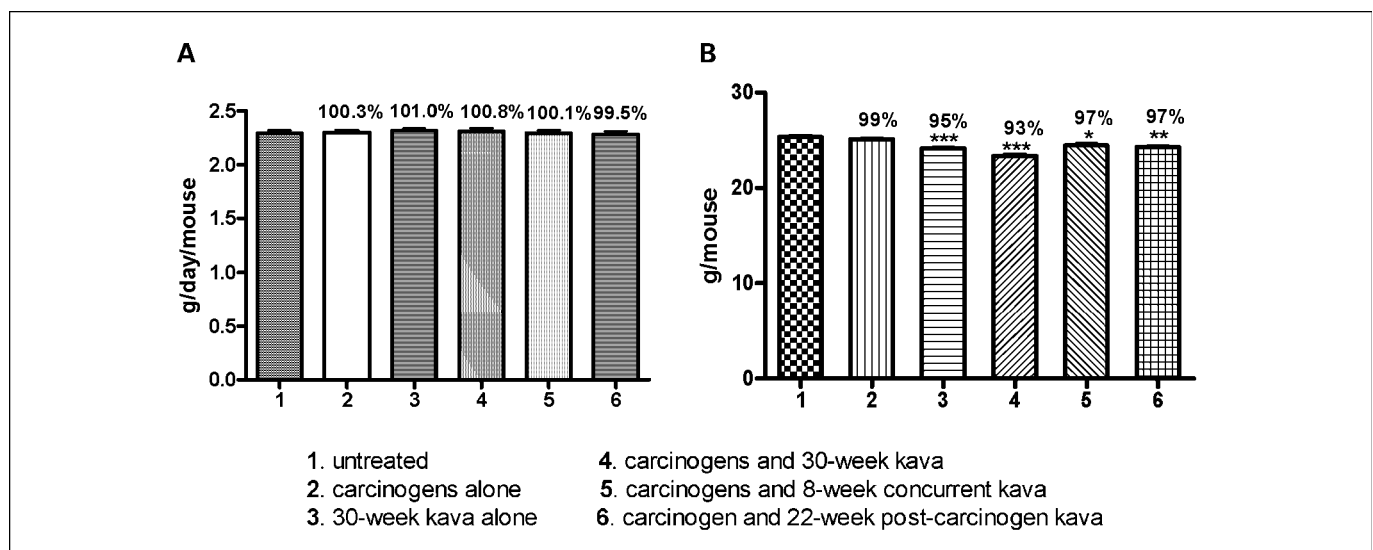 A
B
g/day/mouse
2.5
2.0
1.5
1.0
0.5
0.0
100.3% 101.0% 100.8% 100.1% 99.5%
1 2 3 4 5 6
g/mouse
30
20
10
0
99% 95% 93% 97% 97%
*** *** * **
1 2 3 4 5 6
1. untreated
2. carcinogens alone
3. 30-week kava alone
4. carcinogens and 30-week kava
5. carcinogens and 8-week concurrent kava
6. carcinogen and 22-week post-carcinogen kava